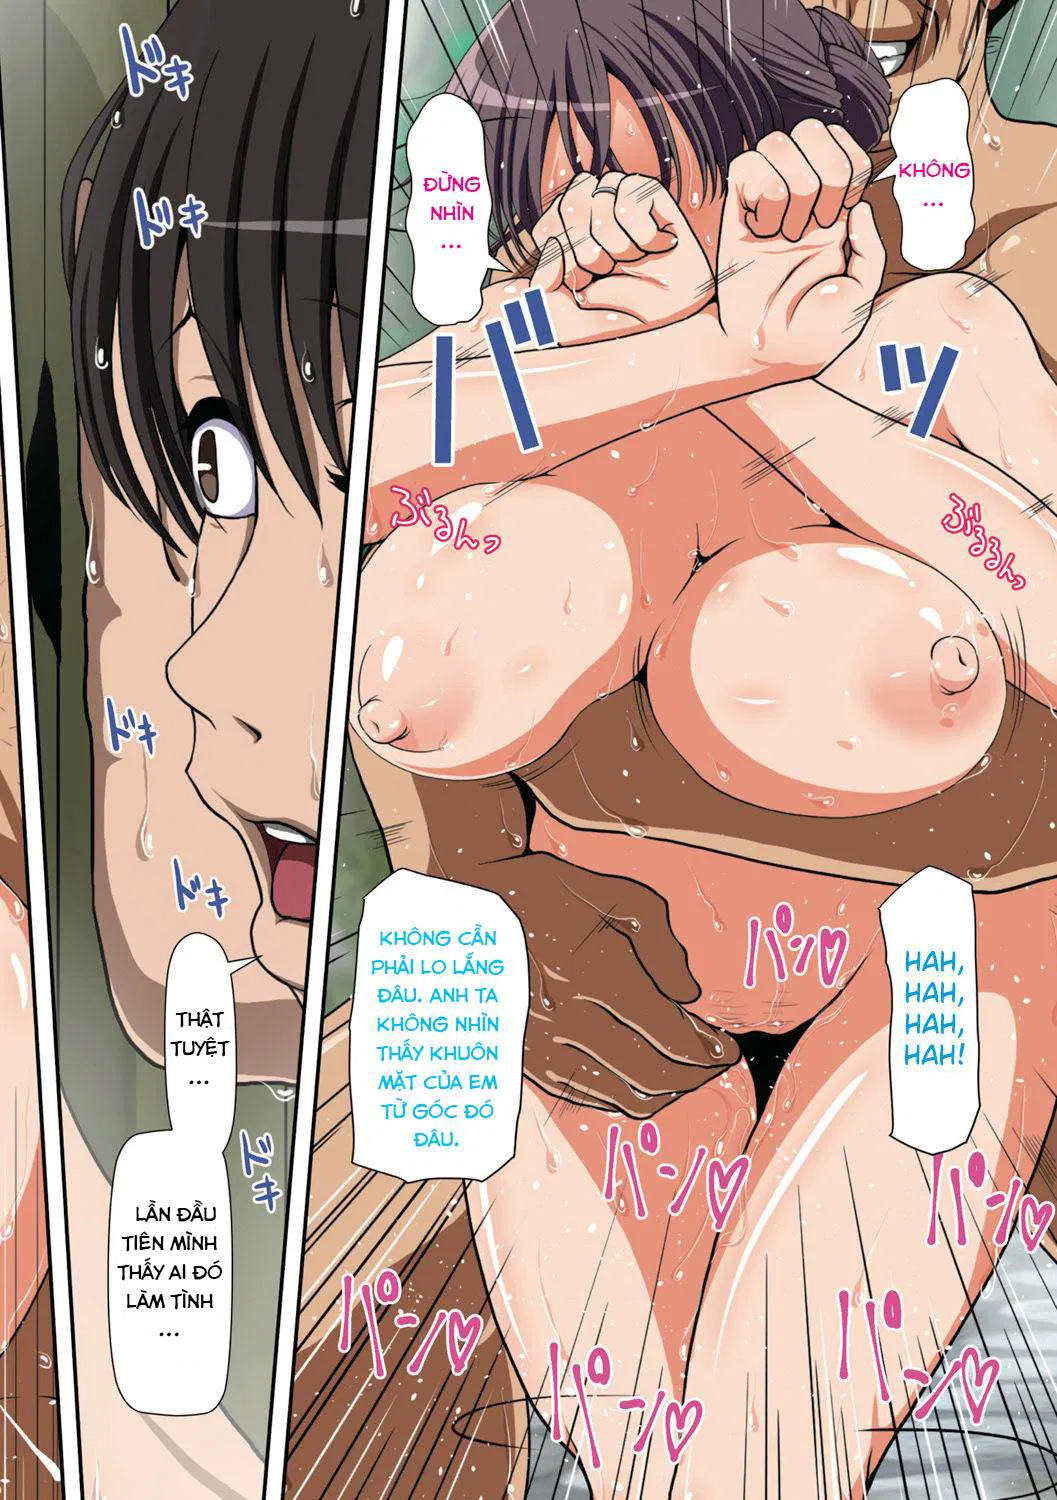 KHÔNG
...
ĐỪNG
NHÌN
...
ドキ
ドキ
バ
ッ
ぶるんっ
ぶるるんっ
ドキ
ドキ
パン♡
HAH,
HAH,
HAH,
HAH!
KHÔNG CẦN
PHẢI LO LẮNG
ĐÂU. ANH TA
KHÔNG NHÌN
THẤY KHUÔN
MẶT CỦA EM
TỪ GÓC ĐÓ
ĐÂU.
THẬT
TUYỆT
...
ドキ
LẦN ĐẦU
TIÊN MÌNH
THẤY AI ĐÓ
LÀM TÌNH
...
パン♡
パン♡
パン♡
パン♡
パン♡
パン♡